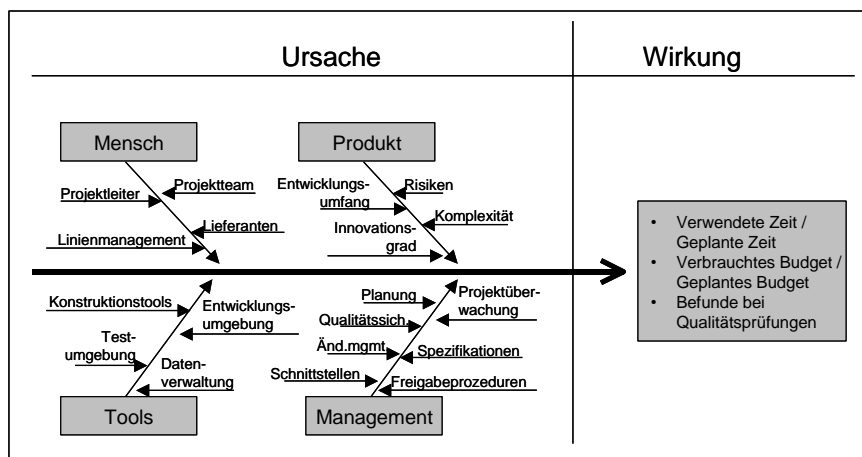 Ursache
Wirkung
Mensch
Produkt
Projektleiter
Projektteam
Linienmanagement
Lieferanten
Entwicklungs-
umfang
Risiken
Innovations-
grad
Komplexität
Konstruktionstools
Entwicklungs-
umgebung
Test-
umgebung
Daten-
verwaltung
Tools
Planung
Projektüber-
wachung
Qualitätssich.
Änd.mgmt
Spezifikationen
Schnittstellen
Freigabeprozeduren
Management
• Verwendete Zeit /
Geplante Zeit
• Verbrauchtes Budget /
Geplantes Budget
• Befunde bei
Qualitätsprüfungen